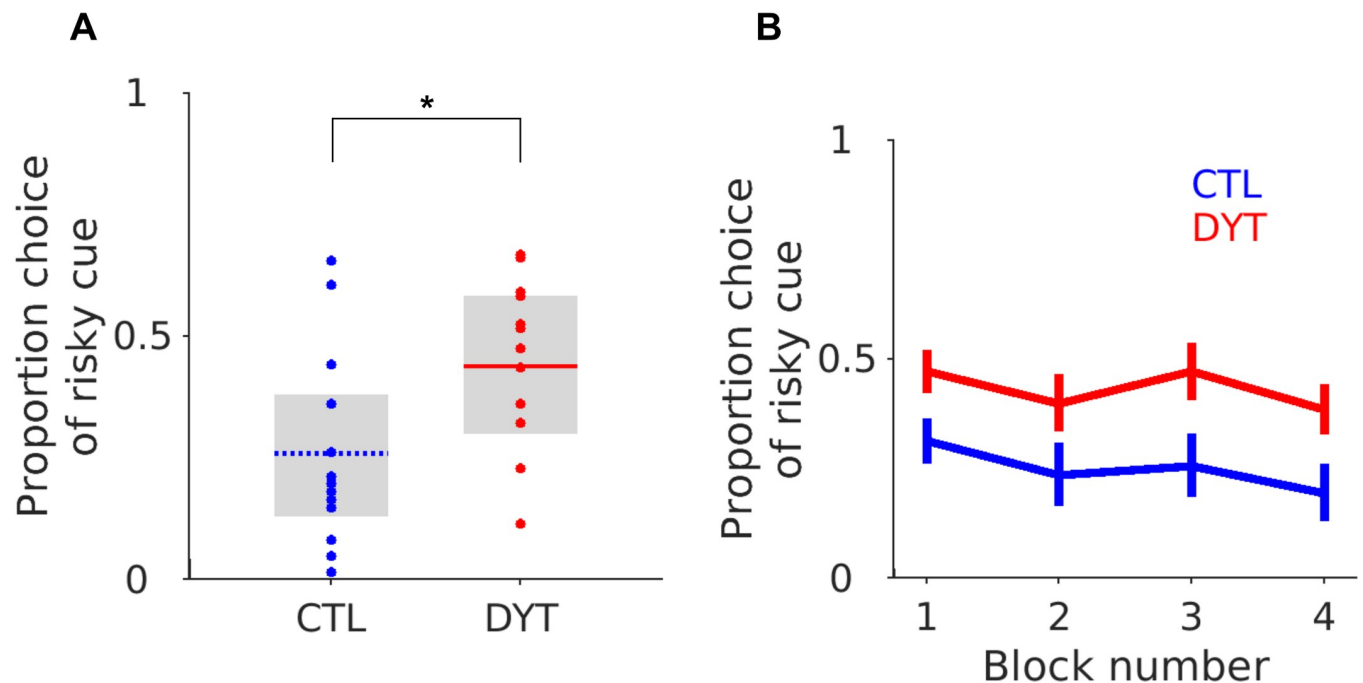 A
Proportion choice
of risky cue
1
0.5
0
*
CTL
DYT
B
Proportion choice
of risky cue
1
0.5
0
CTL
DYT
1 2 3 4
Block number